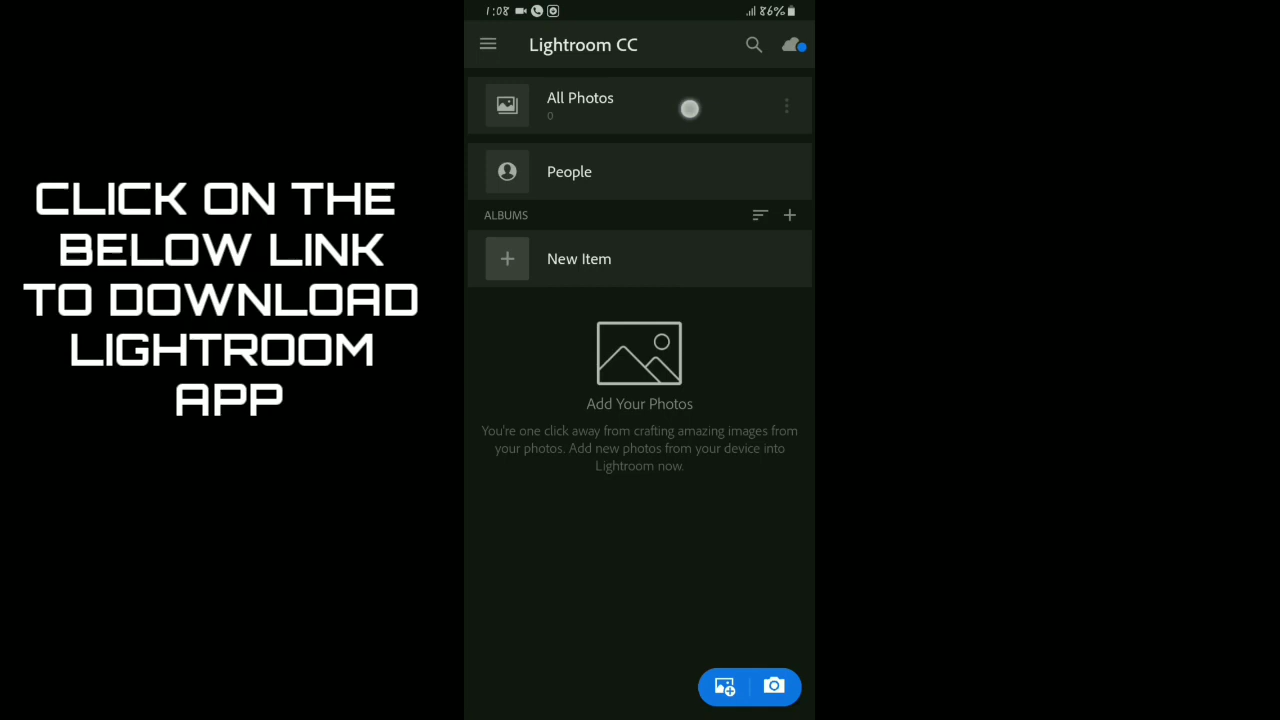 1:08
86%
Lightroom CC
All Photos
0
People
ALBUMS
New Item
CLICK ON THE
BELOW LINK
TO DOWNLOAD
LIGHTROOM
APP
Add Your Photos
You're one click away from crafting amazing images from
your photos. Add new photos from your device into
Lightroom now.